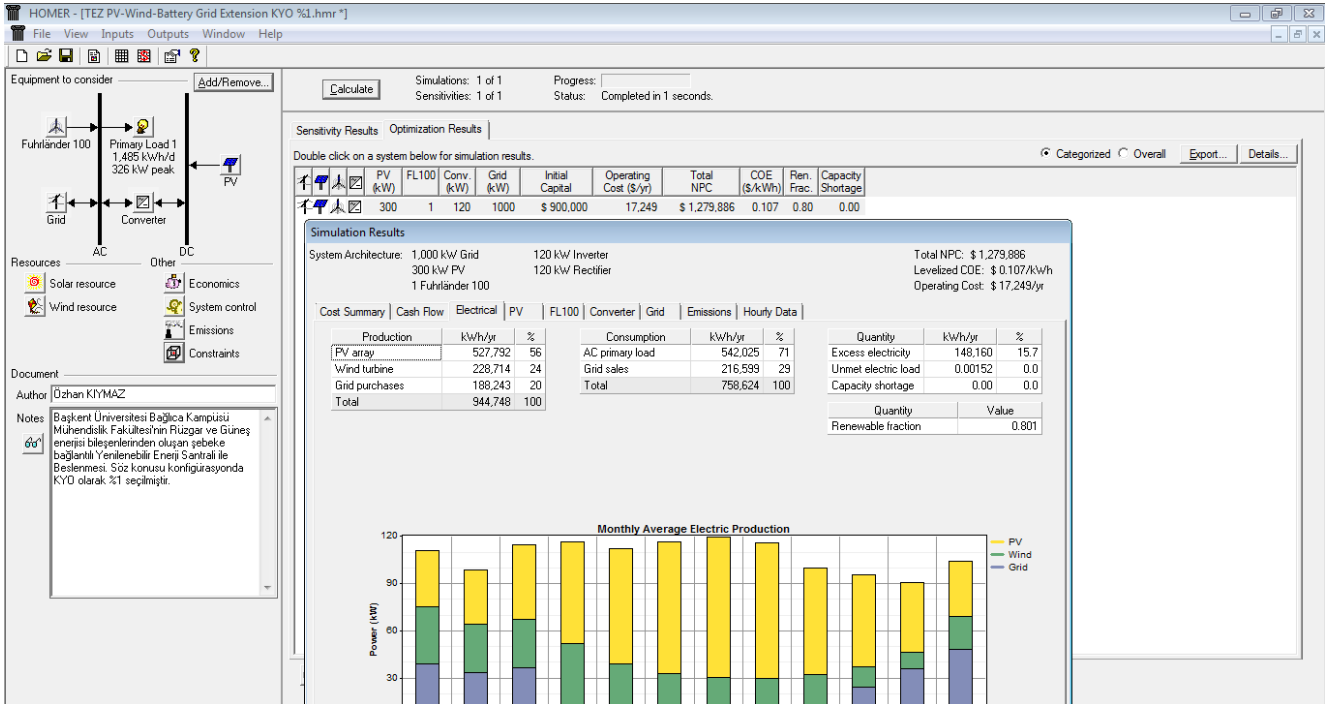 HOMER - [TEZ PV-Wind-Battery Grid Extension KYO %1.hmr *]
File View Inputs Outputs Window Help
Equipment to consider
Add/Remove...
Fuhrländer 100
Primary Load 1
1,485 kWh/d
326 kW peak
PV
Grid
Converter
AC
DC
Resources
Other
Solar resource
Economics
Wind resource
System control
Emissions
Constraints
Document
Author Özhan KIYMAZ
Notes
Başkent Üniversitesi Bağlıca Kampüsü
Mühendislik Fakültesi'nin Rüzgar ve Güneş
enerjisi bileşenlerinden oluşan şebeke
bağlantılı Yenilenebilir Enerji Santrali ile
Beslenmesi. Söz konusu konfigürasyonda
KYO olarak %1 seçilmiştir.
Calculate
Simulations: 1 of 1
Progress:
Sensitivities: 1 of 1
Status: Completed in 1 seconds.
Sensitivity Results Optimization Results
Double click on a system below for simulation results.
Categorized Overall Export... Details...
PV (kW) FL100 Conv. (kW) Grid (kW) Initial Capital Operating Cost ($/yr) Total NPC COE ($/kWh) Ren. Frac. Capacity Shortage
300 1 120 1000 $ 900,000 17,249 $ 1,279,886 0.107 0.80 0.00
Simulation Results
System Architecture: 1,000 kW Grid 120 kW Inverter Total NPC: $ 1,279,886
300 kW PV 120 kW Rectifier Levelized COE: $ 0.107/kWh
1 Fuhrländer 100 Operating Cost: $ 17,249/yr
Cost Summary Cash Flow Electrical PV FL100 Converter Grid Emissions Hourly Data
Production kWh/yr %
PV array 527,792 56
Wind turbine 228,714 24
Grid purchases 188,243 20
Total 944,748 100
Consumption kWh/yr %
AC primary load 542,025 71
Grid sales 216,599 29
Total 758,624 100
Quantity kWh/yr %
Excess electricity 148,160 15.7
Unmet electric load 0.00152 0.0
Capacity shortage 0.00 0.0
Quantity Value
Renewable fraction 0.801
Monthly Average Electric Production
Power (kW)
120
90
60
30
PV
Wind
Grid